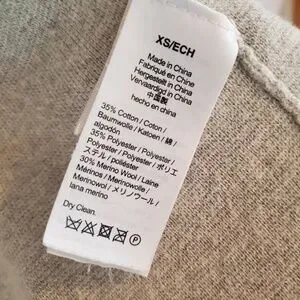 XS/ECH
Made in China
Fabriqué en Chine
Hergestellt in China
Vervaardigd in China
中国製
hecho en china
35% Cotton / Coton /
Baumwolle / Katoen / 綿 /
algodón
35% Polyester / Polyester /
Polyester / Polyester / ポリエ
ステル / poliéster
30% Merino Wool / Laine
Mérinos / Merinowolle /
Merinowol / メリノウール /
lana merino
Dry Clean.
P